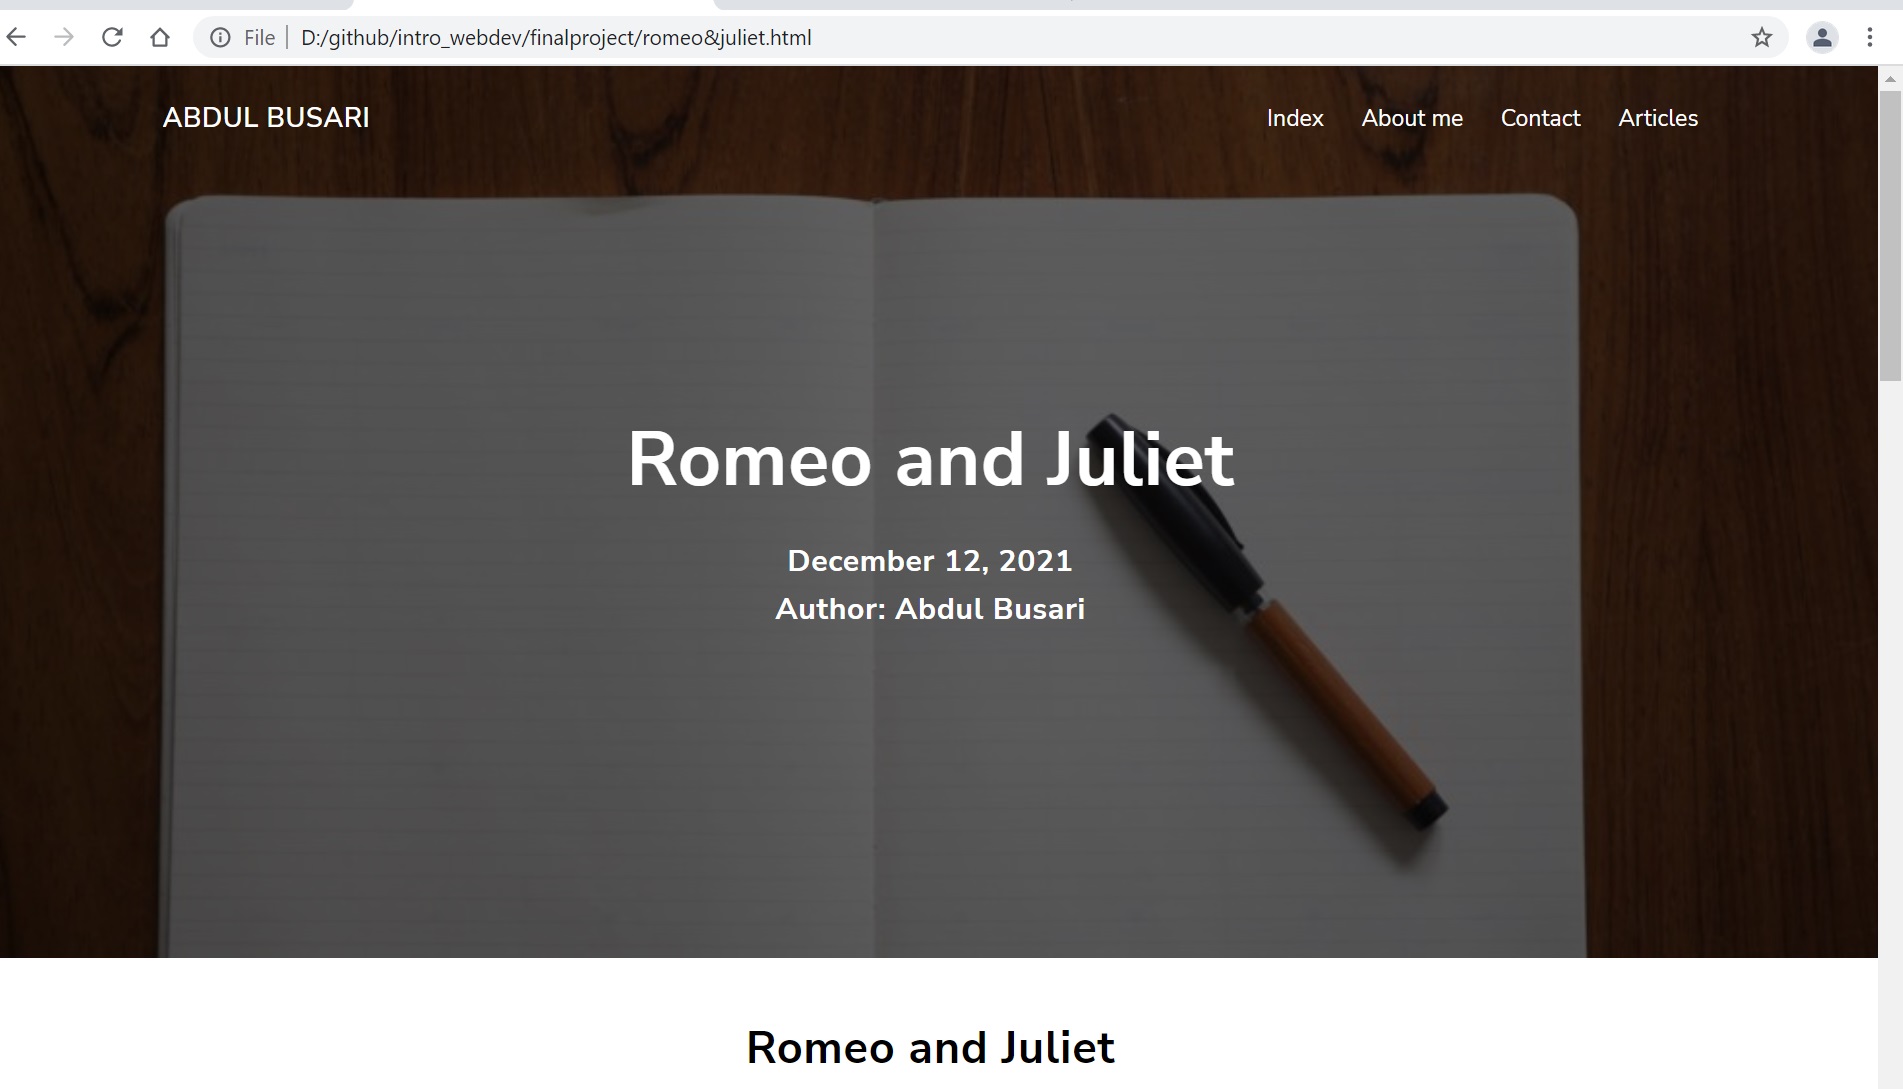 File D:/github/intro_webdev/finalproject/romeo&juliet.html
ABDUL BUSARI Index About me Contact Articles
Romeo and Juliet
December 12, 2021
Author: Abdul Busari
Romeo and Juliet